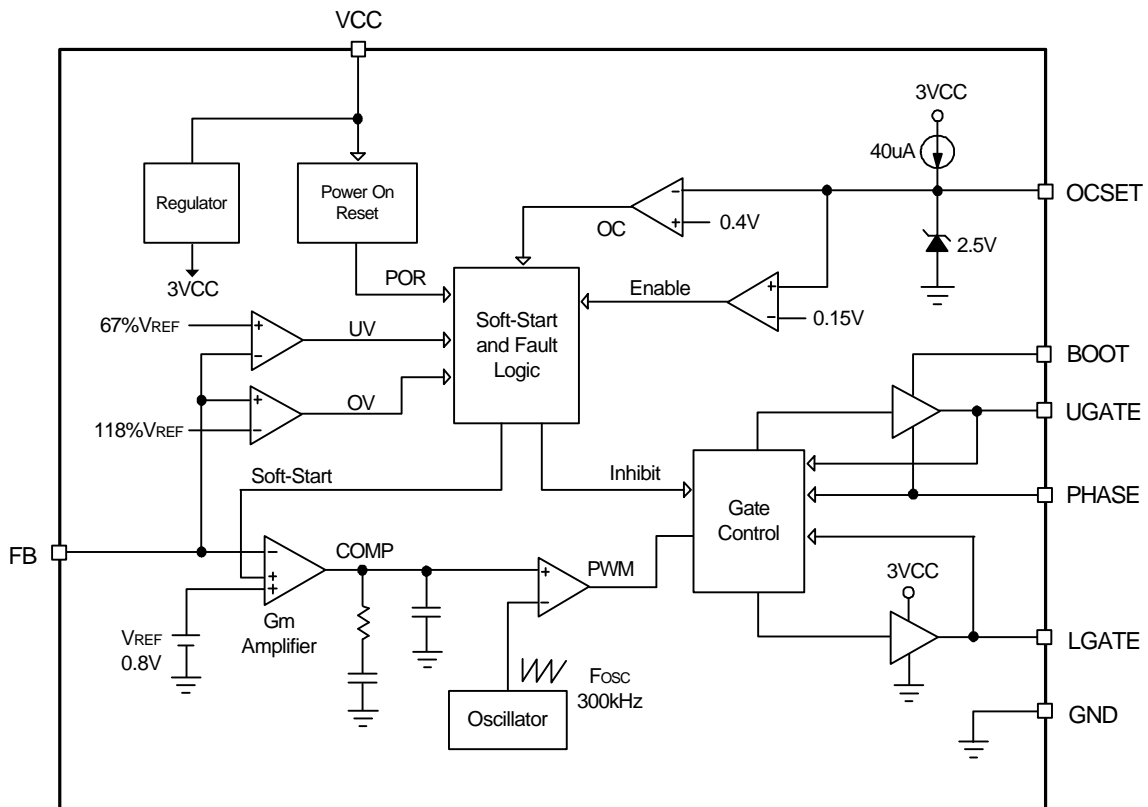 VCC
3VCC
40uA
Regulator
Power On
Reset
OCSET
OC
0.4V
2.5V
3VCC
POR
Enable
Soft-Start
and Fault
Logic
0.15V
67%VREF
UV
BOOT
OV
UGATE
118%VREF
Soft-Start
Inhibit
PHASE
Gate
Control
FB
COMP
PWM
3VCC
Gm
Amplifier
VREF
0.8V
LGATE
FOSC
300kHz
Oscillator
GND